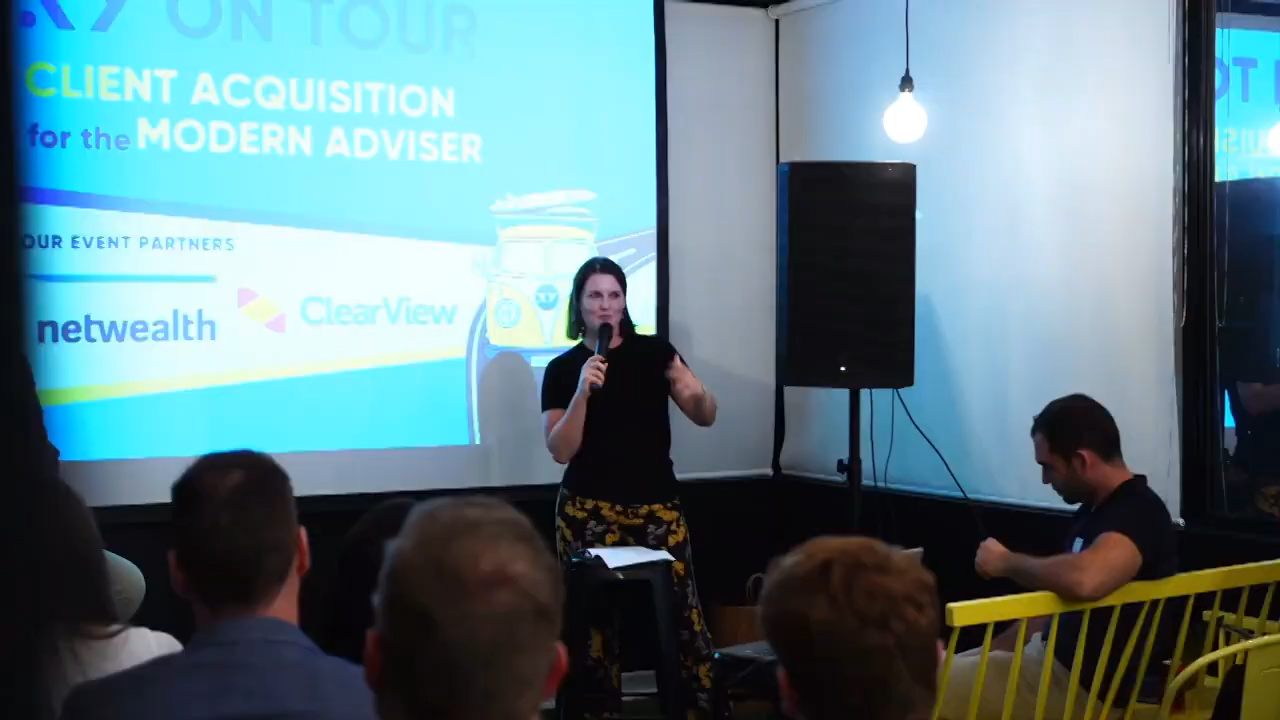 ON TOUR
CLIENT ACQUISITION
for the MODERN ADVISER
OUR EVENT PARTNERS
netwealth
ClearView